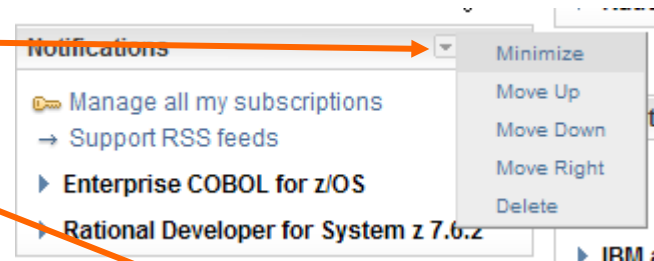 Notifications
Minimize
Move Up
Move Down
Move Right
Delete
Manage all my subscriptions
→ Support RSS feeds
Enterprise COBOL for z/OS
Rational Developer for System z 7.6.2
IBM